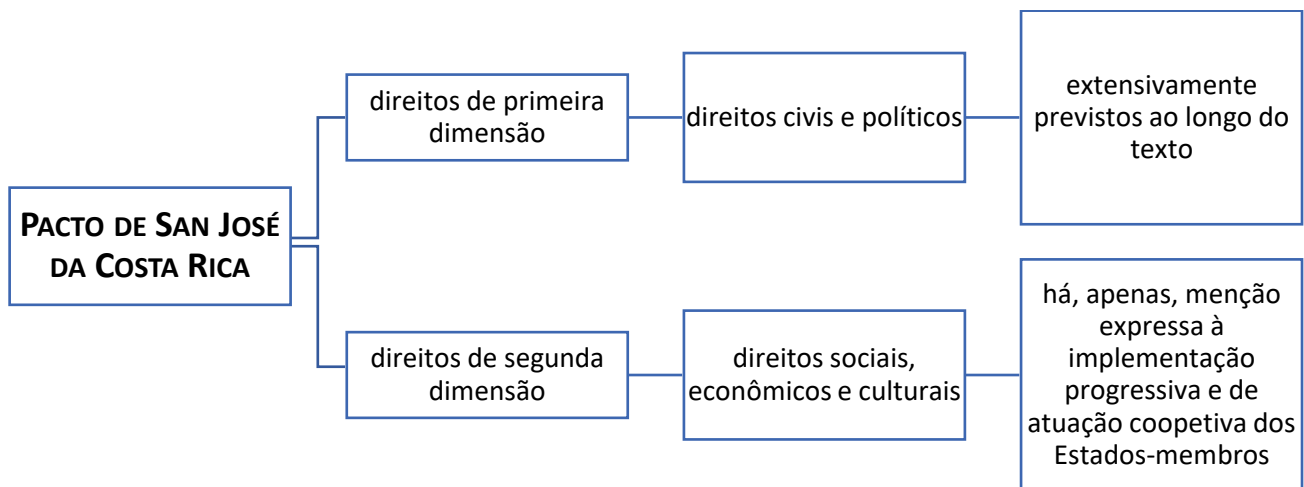 PACTO DE SAN JOSÉ
DA COSTA RICA
direitos de primeira
dimensão
direitos civis e políticos
extensivamente
previstos ao longo do
texto
direitos de segunda
dimensão
direitos sociais,
econômicos e culturais
há, apenas, menção
expressa à
implementação
progressiva e de
atuação coopetiva dos
Estados-membros